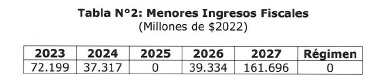 Tabla N°2: Menores Ingresos Fiscales
(Millones de $2022)
2023 2024 2025 2026 2027 Régimen
72.199 37.317 0 39.334 161.696 0